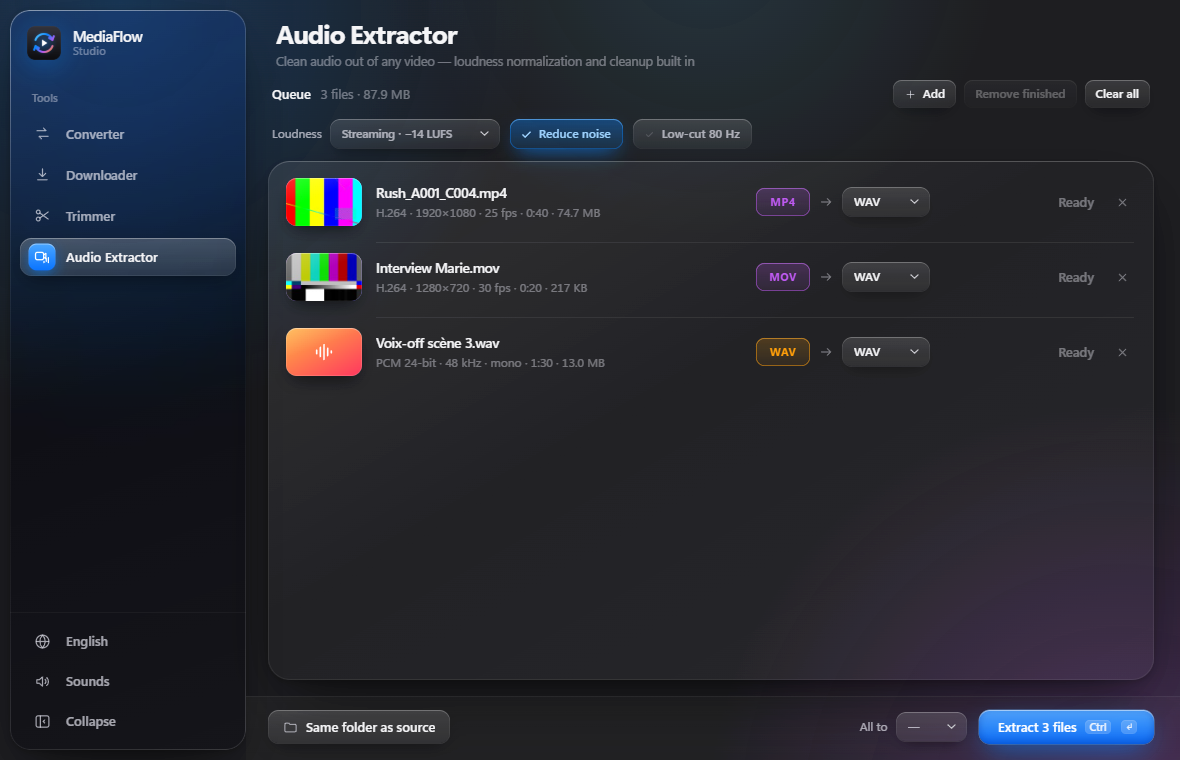 MediaFlow
Studio
Tools
Converter
Downloader
Trimmer
Audio Extractor
English
Sounds
Collapse
Audio Extractor
Clean audio out of any video — loudness normalization and cleanup built in
Queue 3 files · 87.9 MB
Add Remove finished Clear all
Loudness Streaming · −14 LUFS Reduce noise Low-cut 80 Hz
Rush_A001_C004.mp4
H.264 · 1920×1080 · 25 fps · 0:40 · 74.7 MB
MP4 → WAV Ready
Interview Marie.mov
H.264 · 1280×720 · 30 fps · 0:20 · 217 KB
MOV → WAV Ready
Voix-off scène 3.wav
PCM 24-bit · 48 kHz · mono · 1:30 · 13.0 MB
WAV → WAV Ready
Same folder as source
All to — Extract 3 files Ctrl ↵